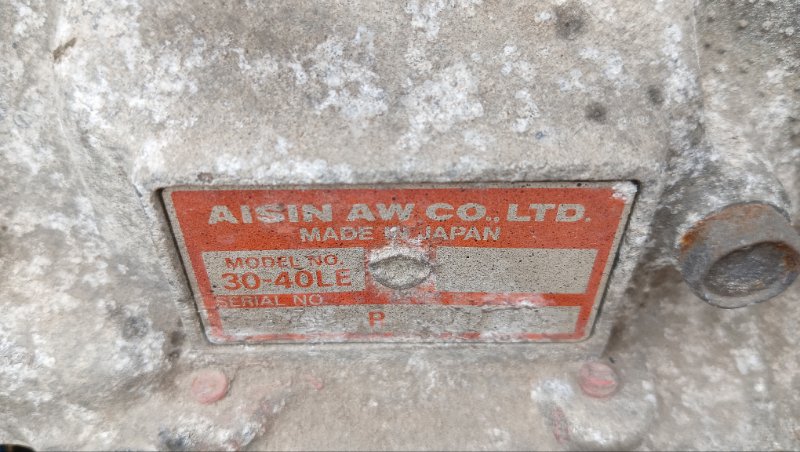 AISIN AW CO., LTD.
MADE IN JAPAN
MODEL NO.
30-40LE
SERIAL NO.
P